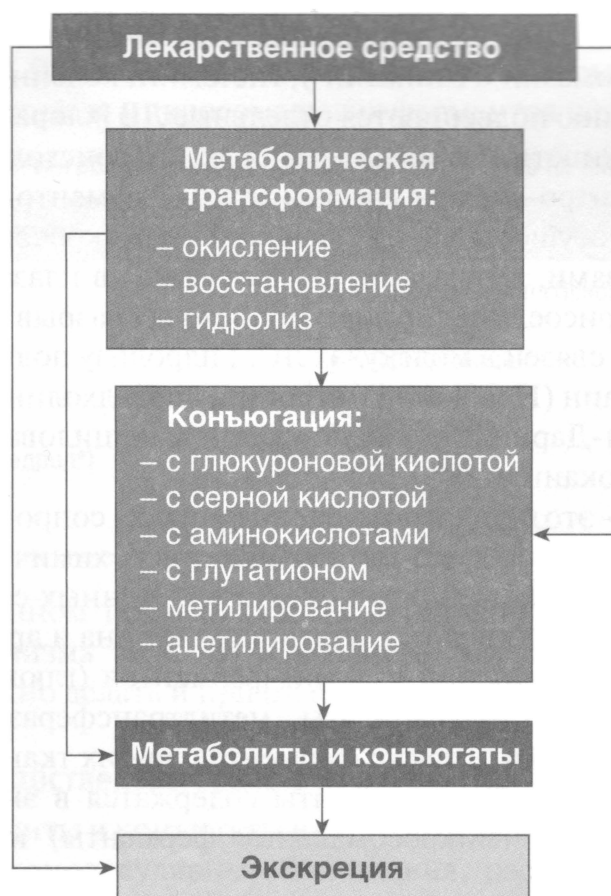 Лекарственное средство
Метаболическая
трансформация:
– окисление
– восстановление
– гидролиз
Конъюгация:
– с глюкуроновой кислотой
– с серной кислотой
– с аминокислотами
– с глутатионом
– метилирование
– ацетилирование
Метаболиты и конъюгаты
Экскреция